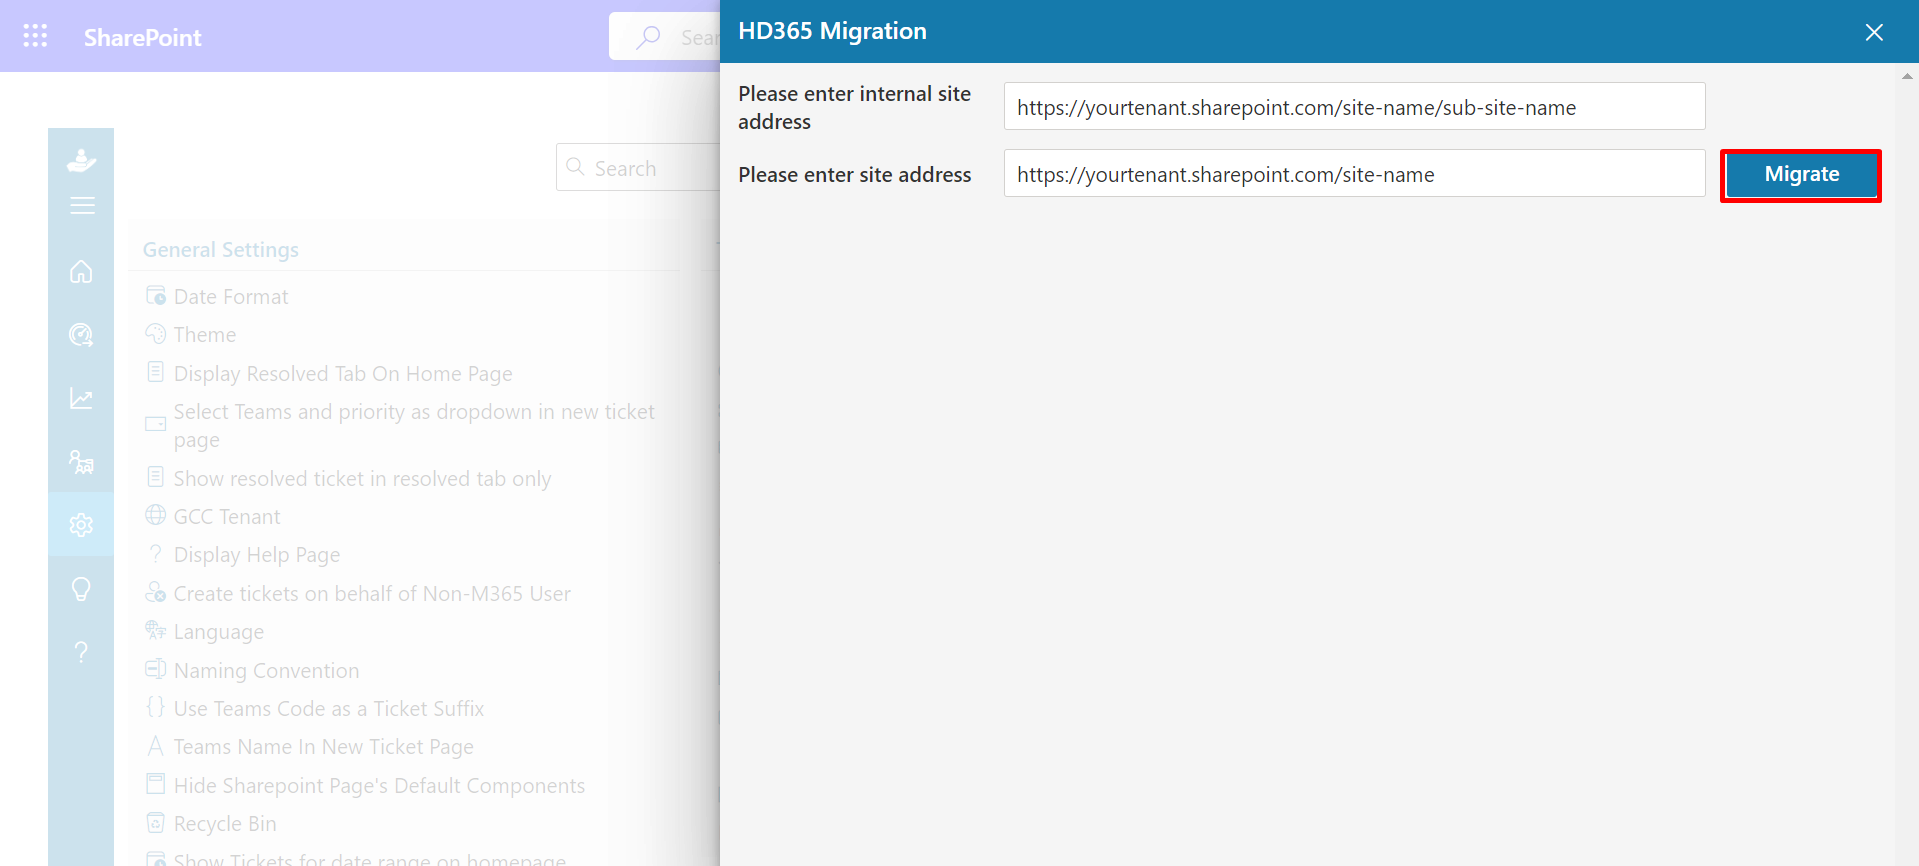 SharePoint
Sear
HD365 Migration
Please enter internal site
address
https://yourtenant.sharepoint.com/site-name/sub-site-name
Please enter site address
https://yourtenant.sharepoint.com/site-name
Migrate
Search
General Settings
Date Format
Theme
Display Resolved Tab On Home Page
Select Teams and priority as dropdown in new ticket
page
Show resolved ticket in resolved tab only
GCC Tenant
Display Help Page
Create tickets on behalf of Non-M365 User
Language
Naming Convention
Use Teams Code as a Ticket Suffix
Teams Name In New Ticket Page
Hide Sharepoint Page's Default Components
Recycle Bin
Show Tickets for date range on homepage